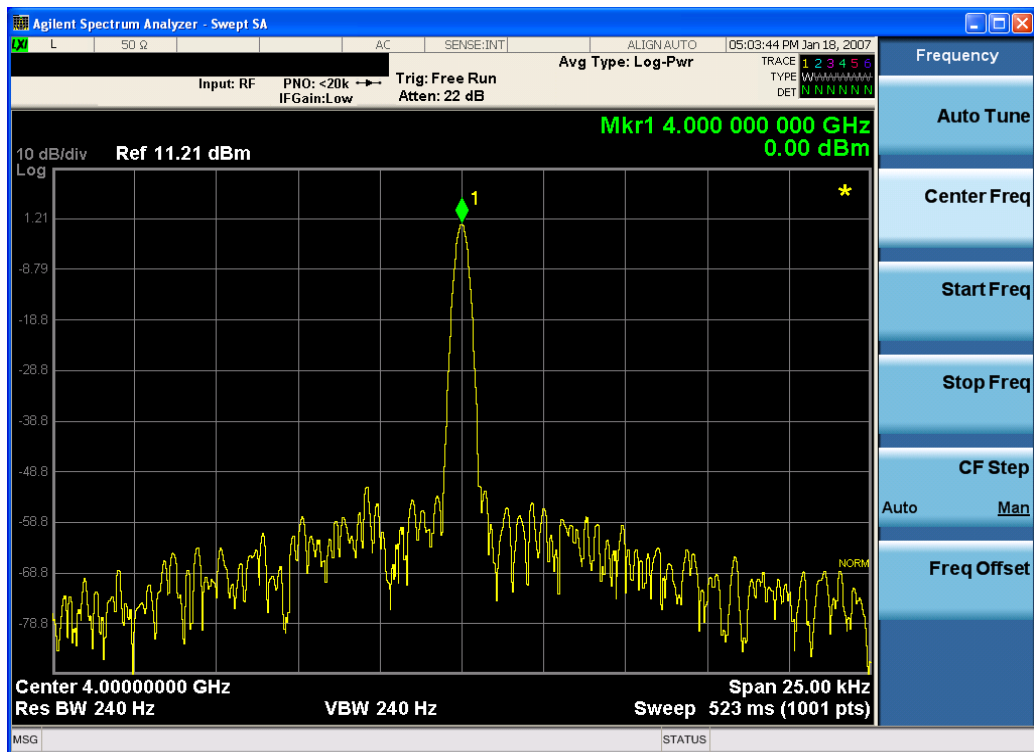 Agilent Spectrum Analyzer - Swept SA
LXI L 50 Ω AC SENSE:INT ALIGN AUTO 05:03:44 PM Jan 18, 2007
Frequency
Input: RF PNO: <20k
IFGain:Low
Trig: Free Run
Atten: 22 dB
Avg Type: Log-Pwr
TRACE 1 2 3 4 5 6
TYPE WWWWWW
DET N N N N N N
Mkr1 4.000 000 000 GHz
0.00 dBm
10 dB/div Ref 11.21 dBm
Log
1
*
1.21
-8.79
-18.8
-28.8
-38.8
-48.8
-58.8
-68.8
-78.8
NORM
Center 4.00000000 GHz Span 25.00 kHz
Res BW 240 Hz VBW 240 Hz Sweep 523 ms (1001 pts)
Auto Tune
Center Freq
Start Freq
Stop Freq
CF Step
Auto Man
Freq Offset
MSG STATUS